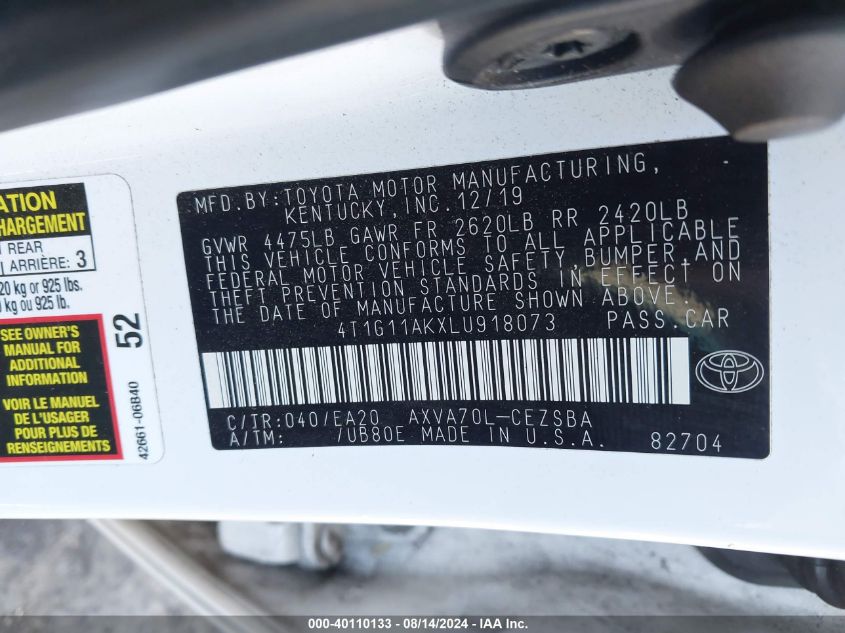 ATION
HARGEMENT
REAR
ARRIÈRE: 3
20 kg or 925 lbs.
kg ou 925 lb.
SEE OWNER'S
MANUAL FOR
ADDITIONAL
INFORMATION
VOIR LE MANUEL
DE L'USAGER
POUR PLUS DE
RENSEIGNEMENTS
52
42661-06B40
MFD.BY:TOYOTA MOTOR MANUFACTURING,
KENTUCKY,INC.12/19
GVWR 4475LB GAWR FR 2620LB RR 2420LB
THIS VEHICLE CONFORMS TO ALL APPLICABLE
FEDERAL MOTOR VEHICLE SAFETY,BUMPER,AND
THEFT PREVENTION STANDARDS IN EFFECT ON
THE DATE OF MANUFACTURE SHOWN ABOVE.
4T1G11AKXLU918073 PASS.CAR
C/TR:040/EA20 AXVA70L-CEZSBA
A/TM: /UB80E MADE IN U.S.A.
82704
000-40110133 - 08/14/2024 - IAA Inc.